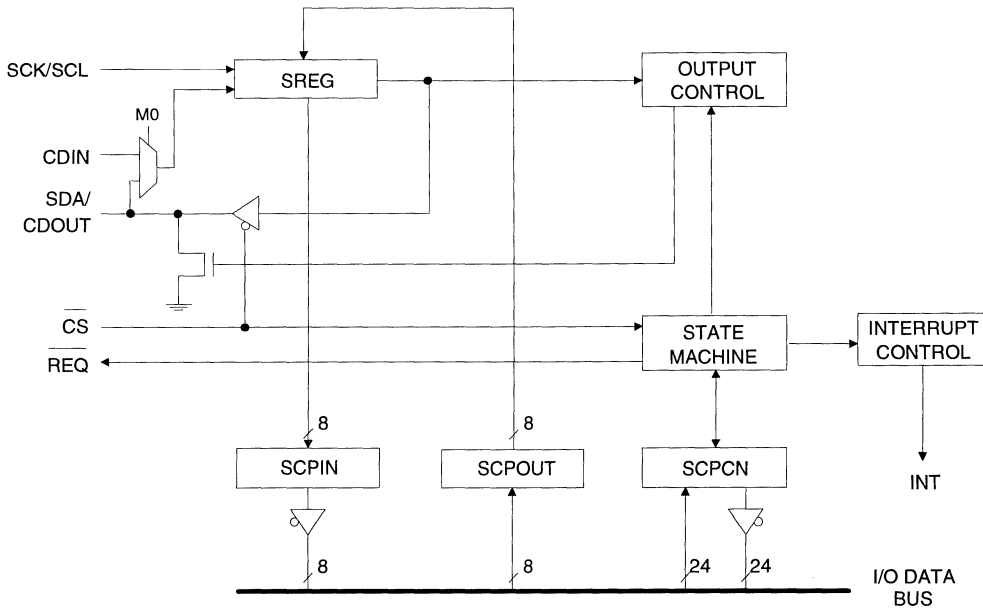 SCK/SCL
SREG
OUTPUT
CONTROL
M0
CDIN
SDA/
CDOUT
CS
REQ
STATE
MACHINE
INTERRUPT
CONTROL
8
8
SCPIN
SCPOUT
SCPCN
INT
8
8
24
24
I/O DATA
BUS